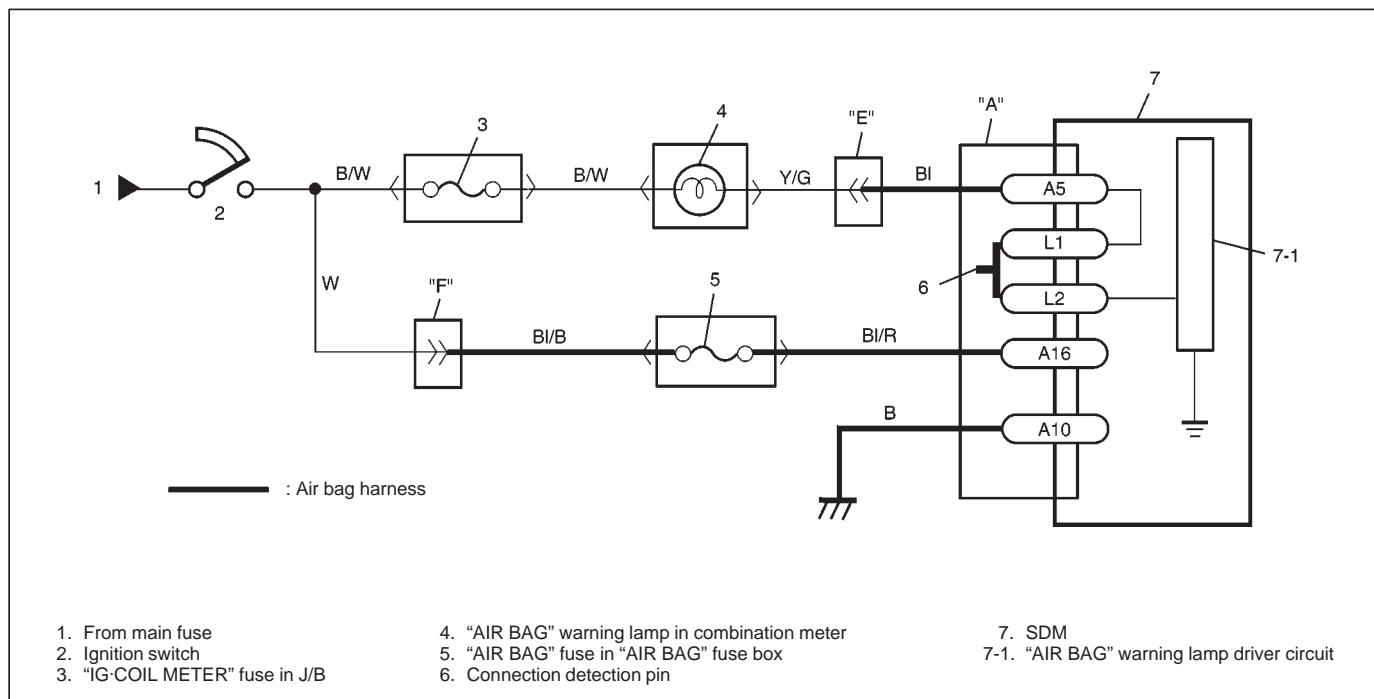 7
"A"
4
"E"
3
B/W
B/W
Y/G
Bl
A5
1
2
L1
7-1
6
L2
W
"F"
5
Bl/B
Bl/R
A16
B
A10
: Air bag harness
1. From main fuse
2. Ignition switch
3. “IG·COIL METER” fuse in J/B
4. “AIR BAG” warning lamp in combination meter
5. “AIR BAG” fuse in “AIR BAG” fuse box
6. Connection detection pin
7. SDM
7-1. “AIR BAG” warning lamp driver circuit